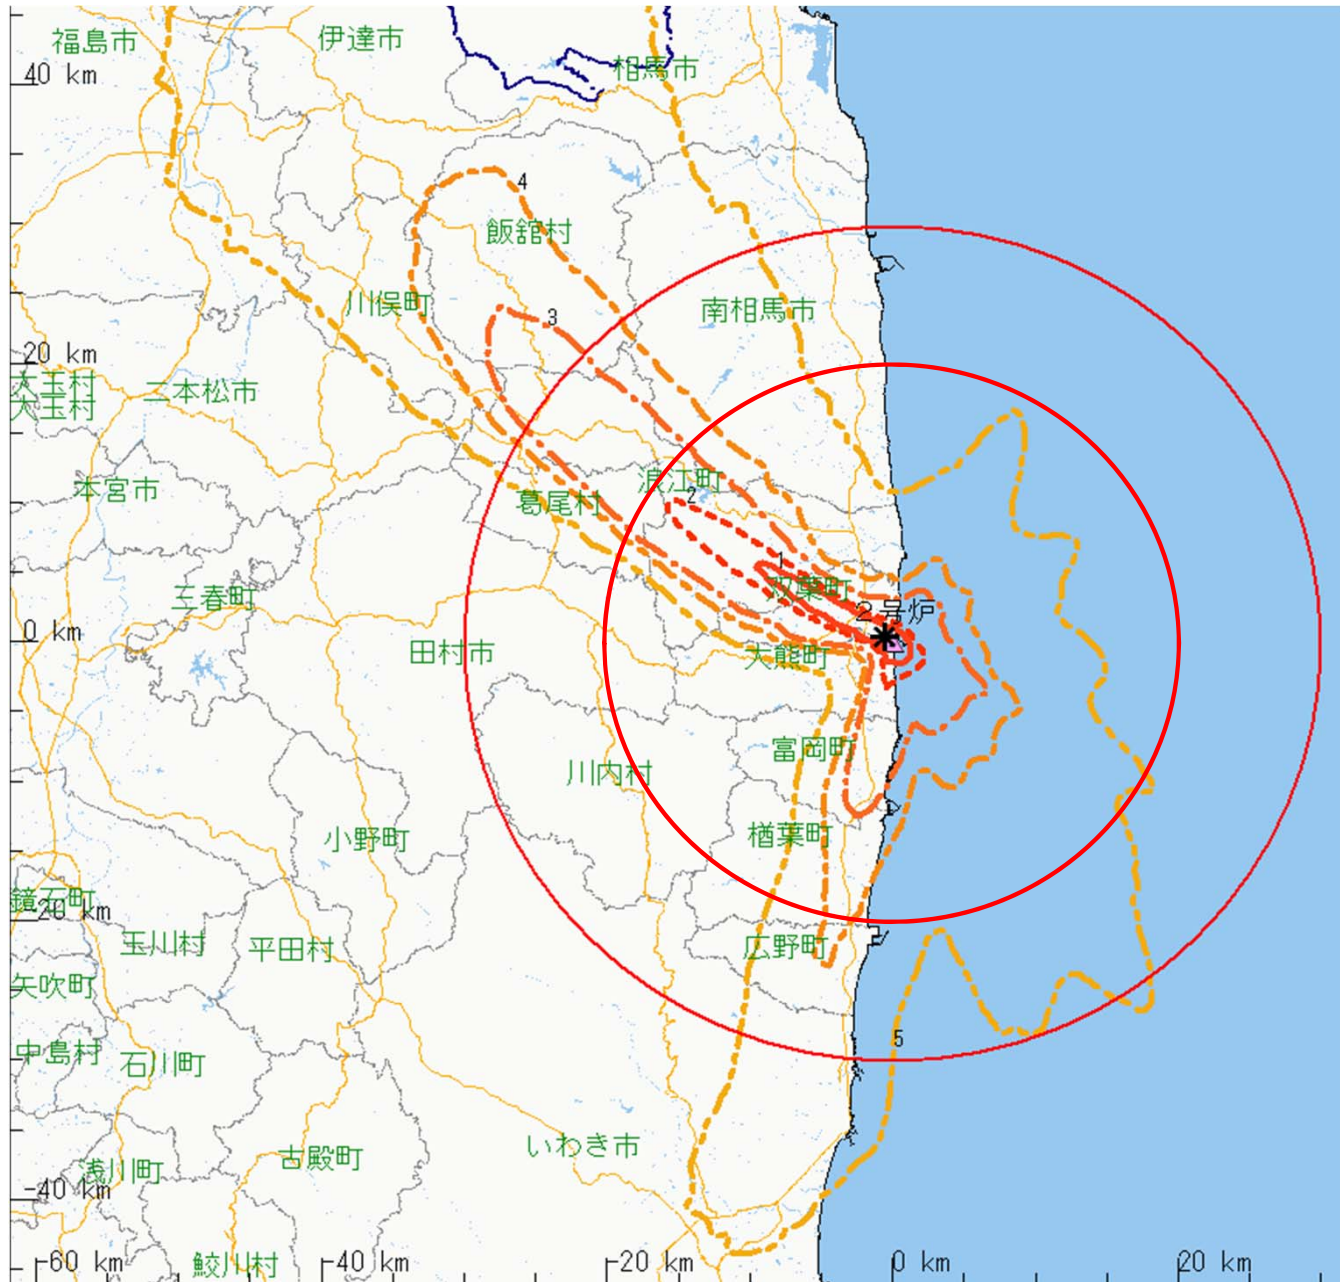 福島市
伊達市
相馬市
40 km
4
飯舘村
川俣町
3
南相馬市
20 km
大玉村
二本松市
大玉村
本宮市
浪江町
2
葛尾村
1
双葉町
三春町
2号炉
0 km
田村市
大熊町
富岡町
川内村
小野町
楢葉町
鏡石町
-20 km
玉川村
平田村
広野町
矢吹町
5
中島村
石川町
いわき市
古殿町
浅川町
-40 km
鮫川村
-60 km
-40 km
-20 km
0 km
20 km